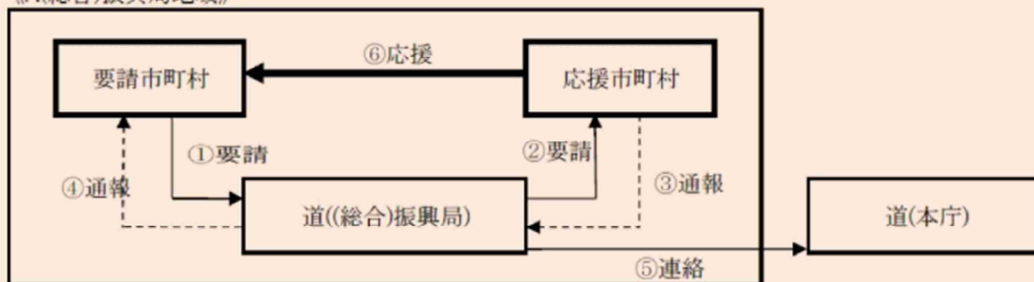 ⑥応援
要請市町村
応援市町村
①要請
②要請
④通報
③通報
道((総合)振興局)
道(本庁)
⑤連絡